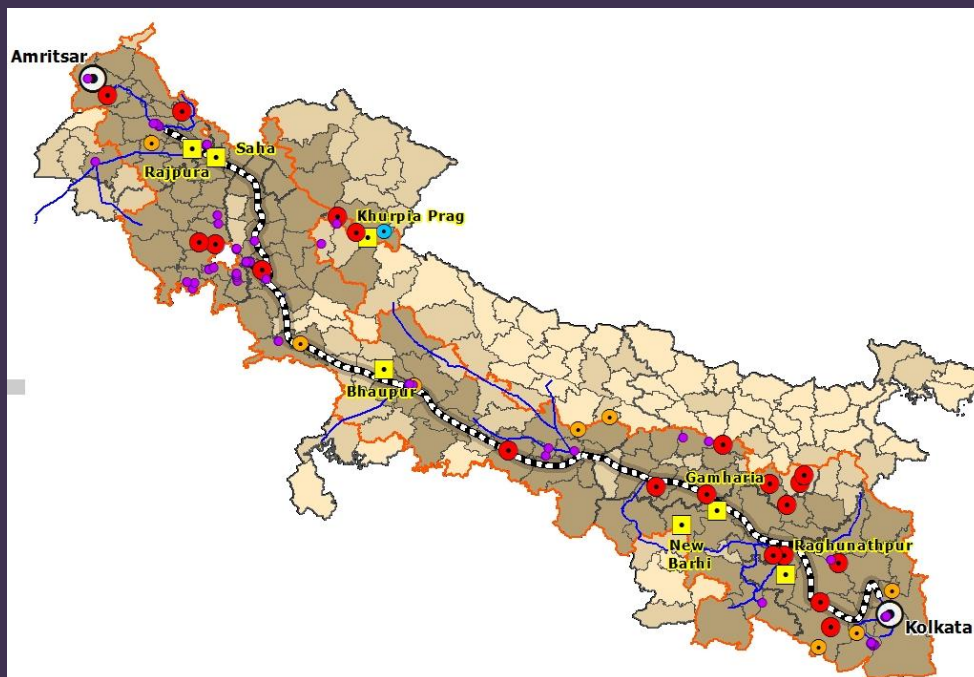 Amritsar
Saha
Rajpura
Khurpia Prag
Bhaupur
Gamharia
New
Barhi
Raghunathpur
Kolkata